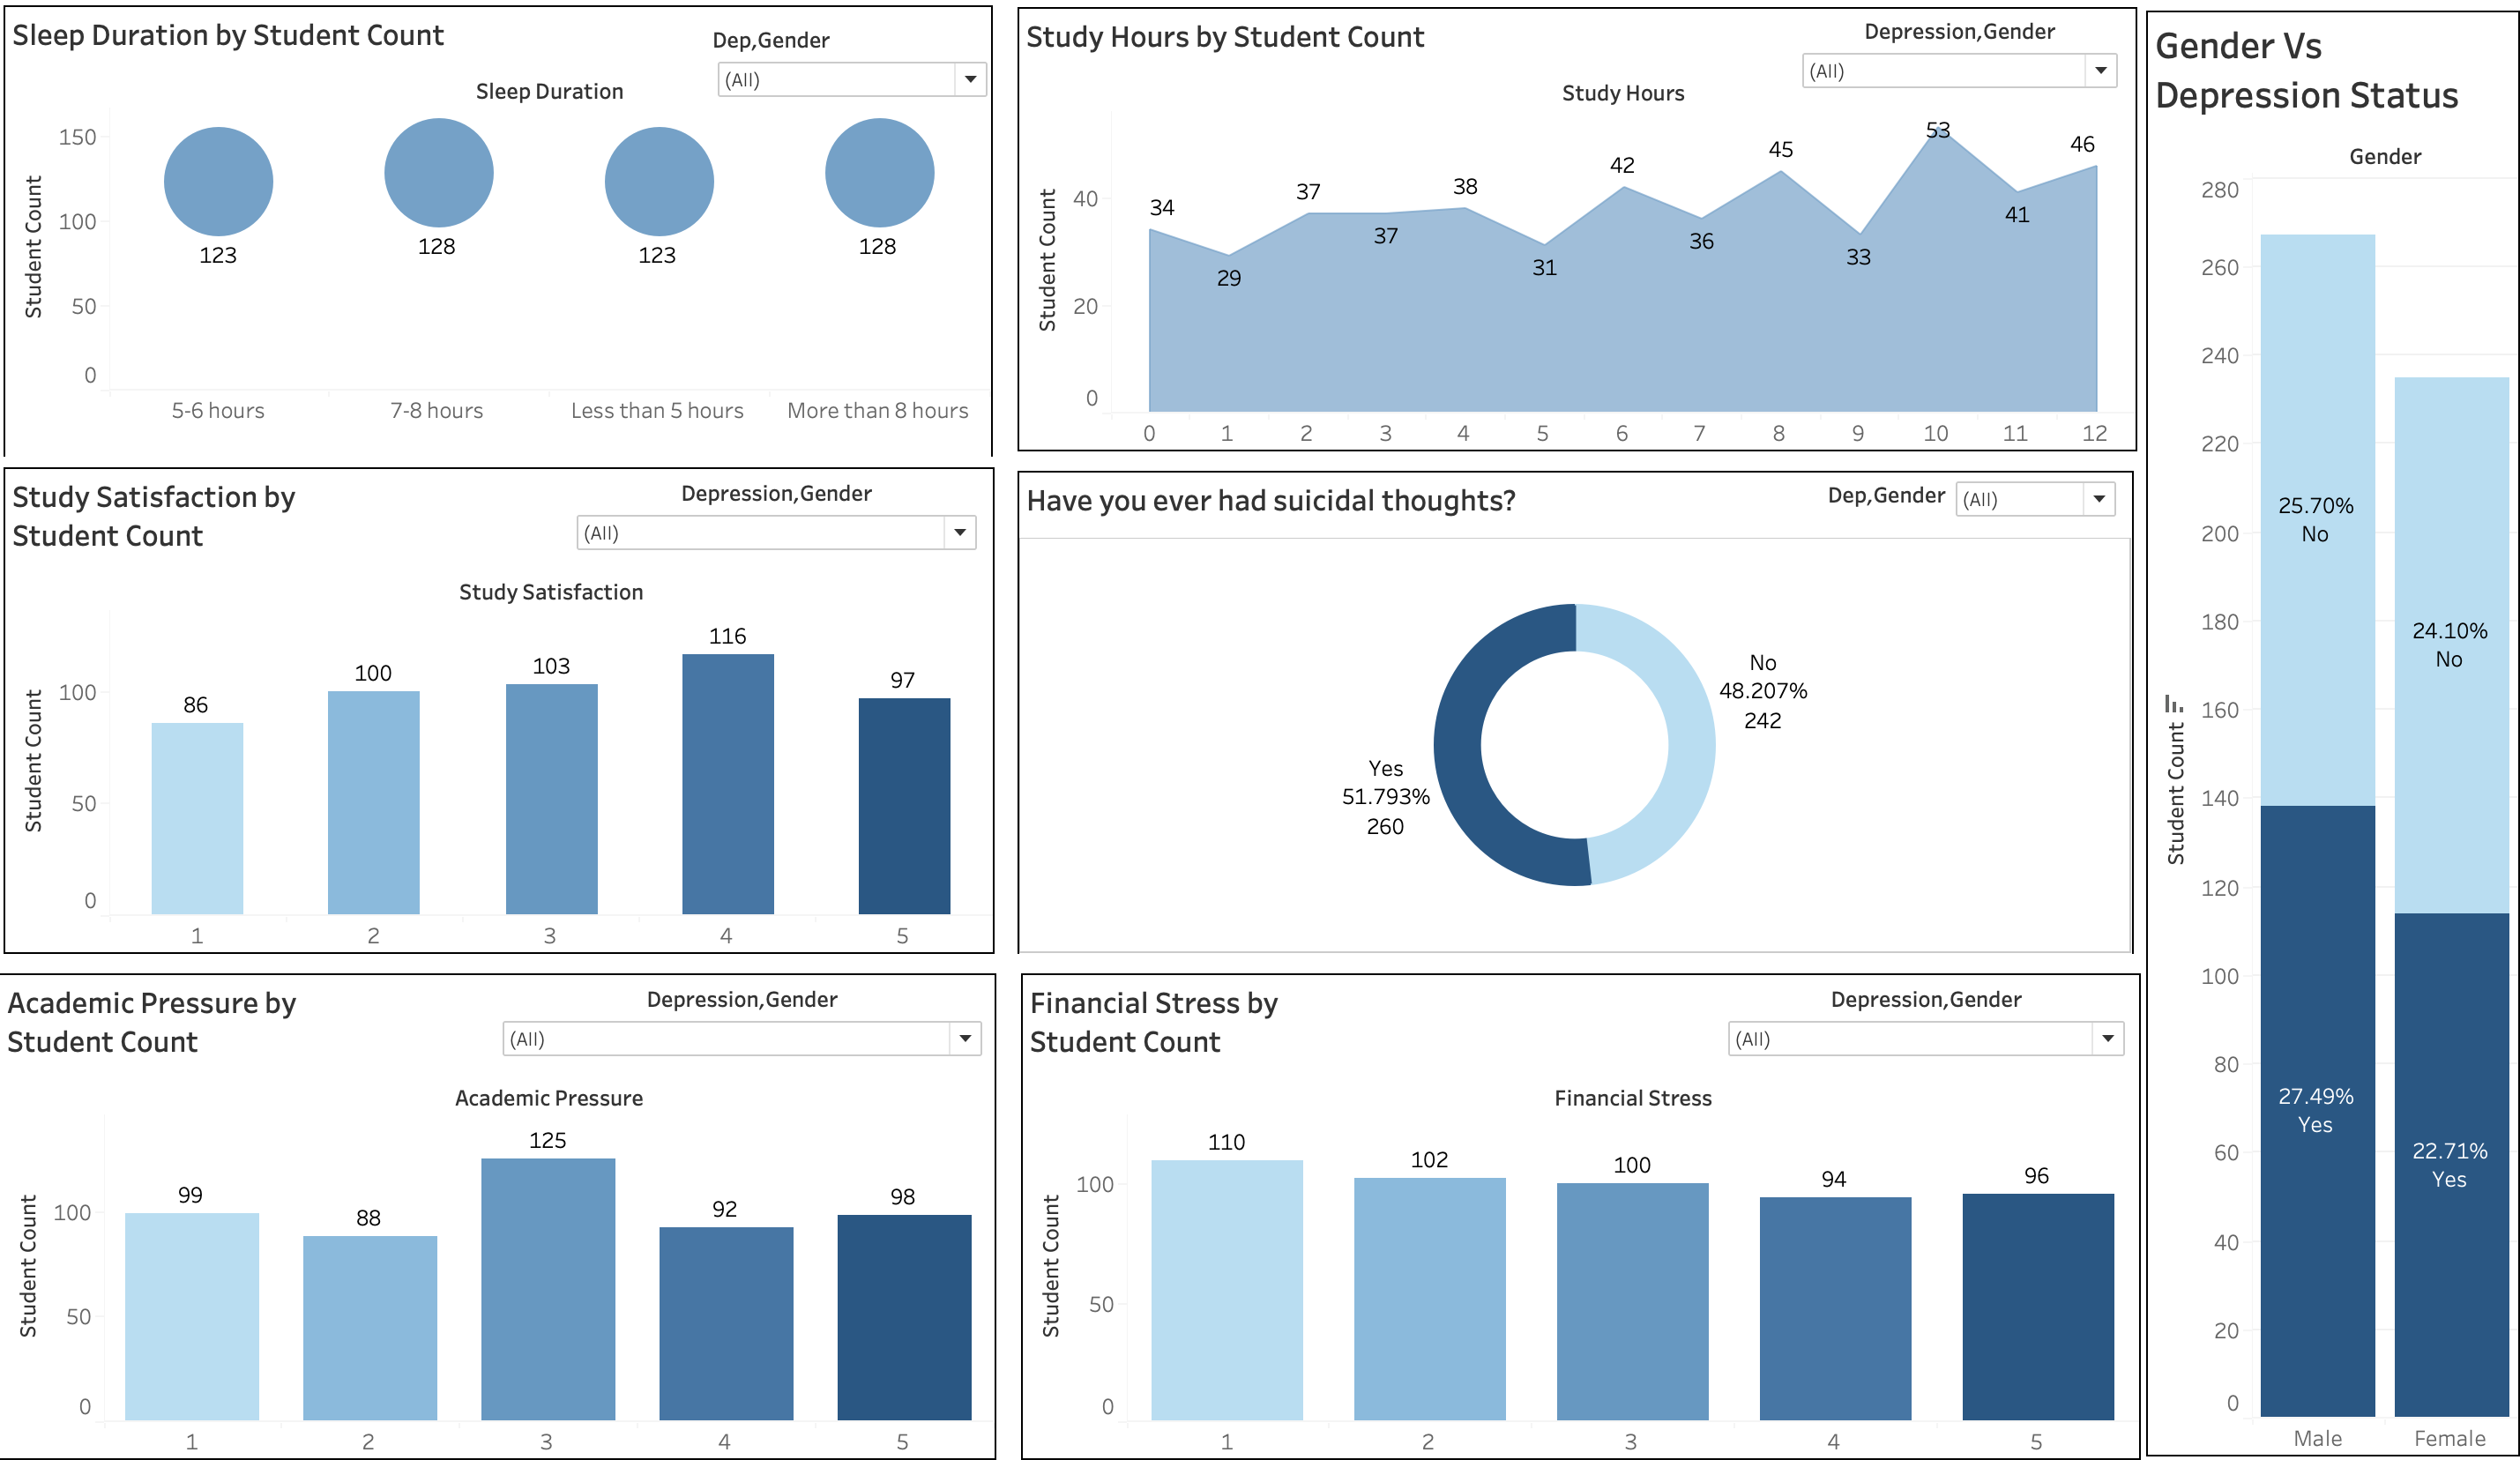 Sleep Duration by Student Count
Dep,Gender
(All)
Sleep Duration
Student Count
150
100
50
0
123
128
123
128
5-6 hours
7-8 hours
Less than 5 hours
More than 8 hours
Study Hours by Student Count
Depression,Gender
(All)
Study Hours
Student Count
40
20
0
34
29
37
37
38
31
42
36
45
33
53
41
46
0
1
2
3
4
5
6
7
8
9
10
11
12
Study Satisfaction by
Student Count
Depression,Gender
(All)
Study Satisfaction
Student Count
100
50
0
86
100
103
116
97
1
2
3
4
5
Have you ever had suicidal thoughts?
Dep,Gender
(All)
No
48.207%
242
Yes
51.793%
260
Academic Pressure by
Student Count
Depression,Gender
(All)
Academic Pressure
Student Count
100
50
0
99
88
125
92
98
1
2
3
4
5
Financial Stress by
Student Count
Depression,Gender
(All)
Financial Stress
Student Count
100
50
0
110
102
100
94
96
1
2
3
4
5
Gender Vs
Depression Status
Gender
Student Count
280
260
240
220
200
180
160
140
120
100
80
60
40
20
0
25.70%
No
27.49%
Yes
24.10%
No
22.71%
Yes
Male
Female